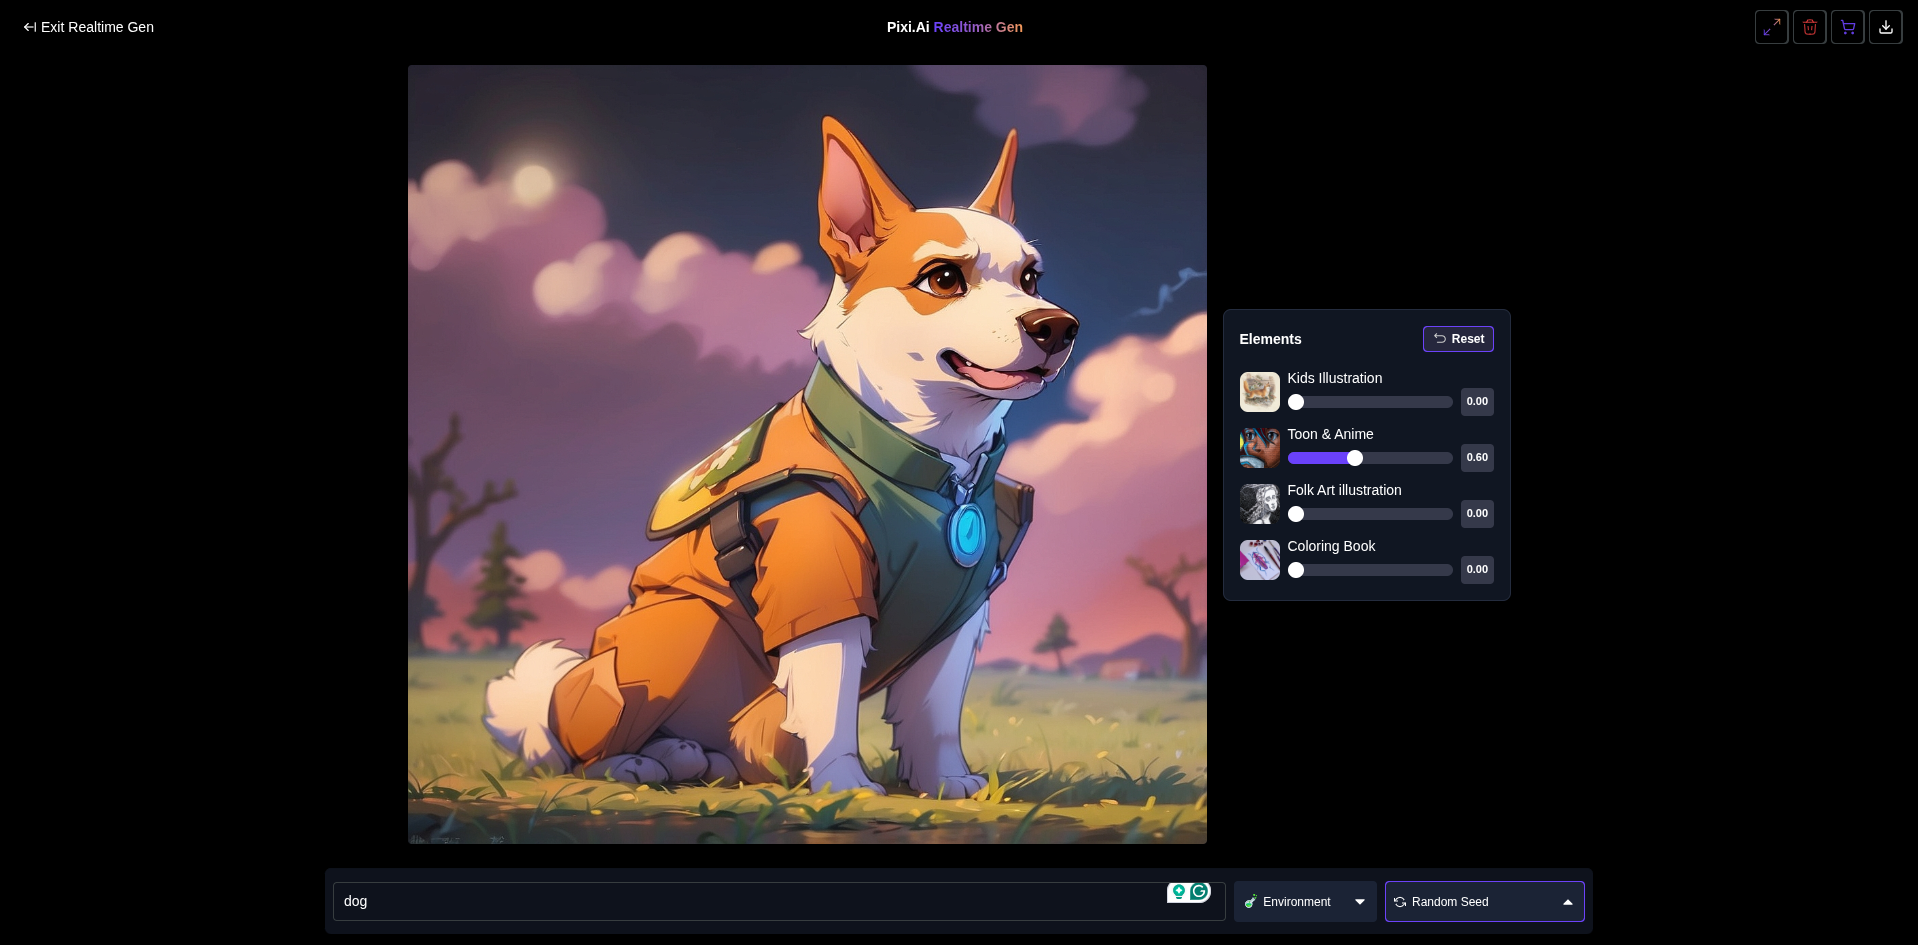 Exit Realtime Gen
Pixi.Ai Realtime Gen
Elements
Reset
Kids Illustration
0.00
Toon & Anime
0.60
Folk Art illustration
0.00
Coloring Book
0.00
dog
Environment
Random Seed